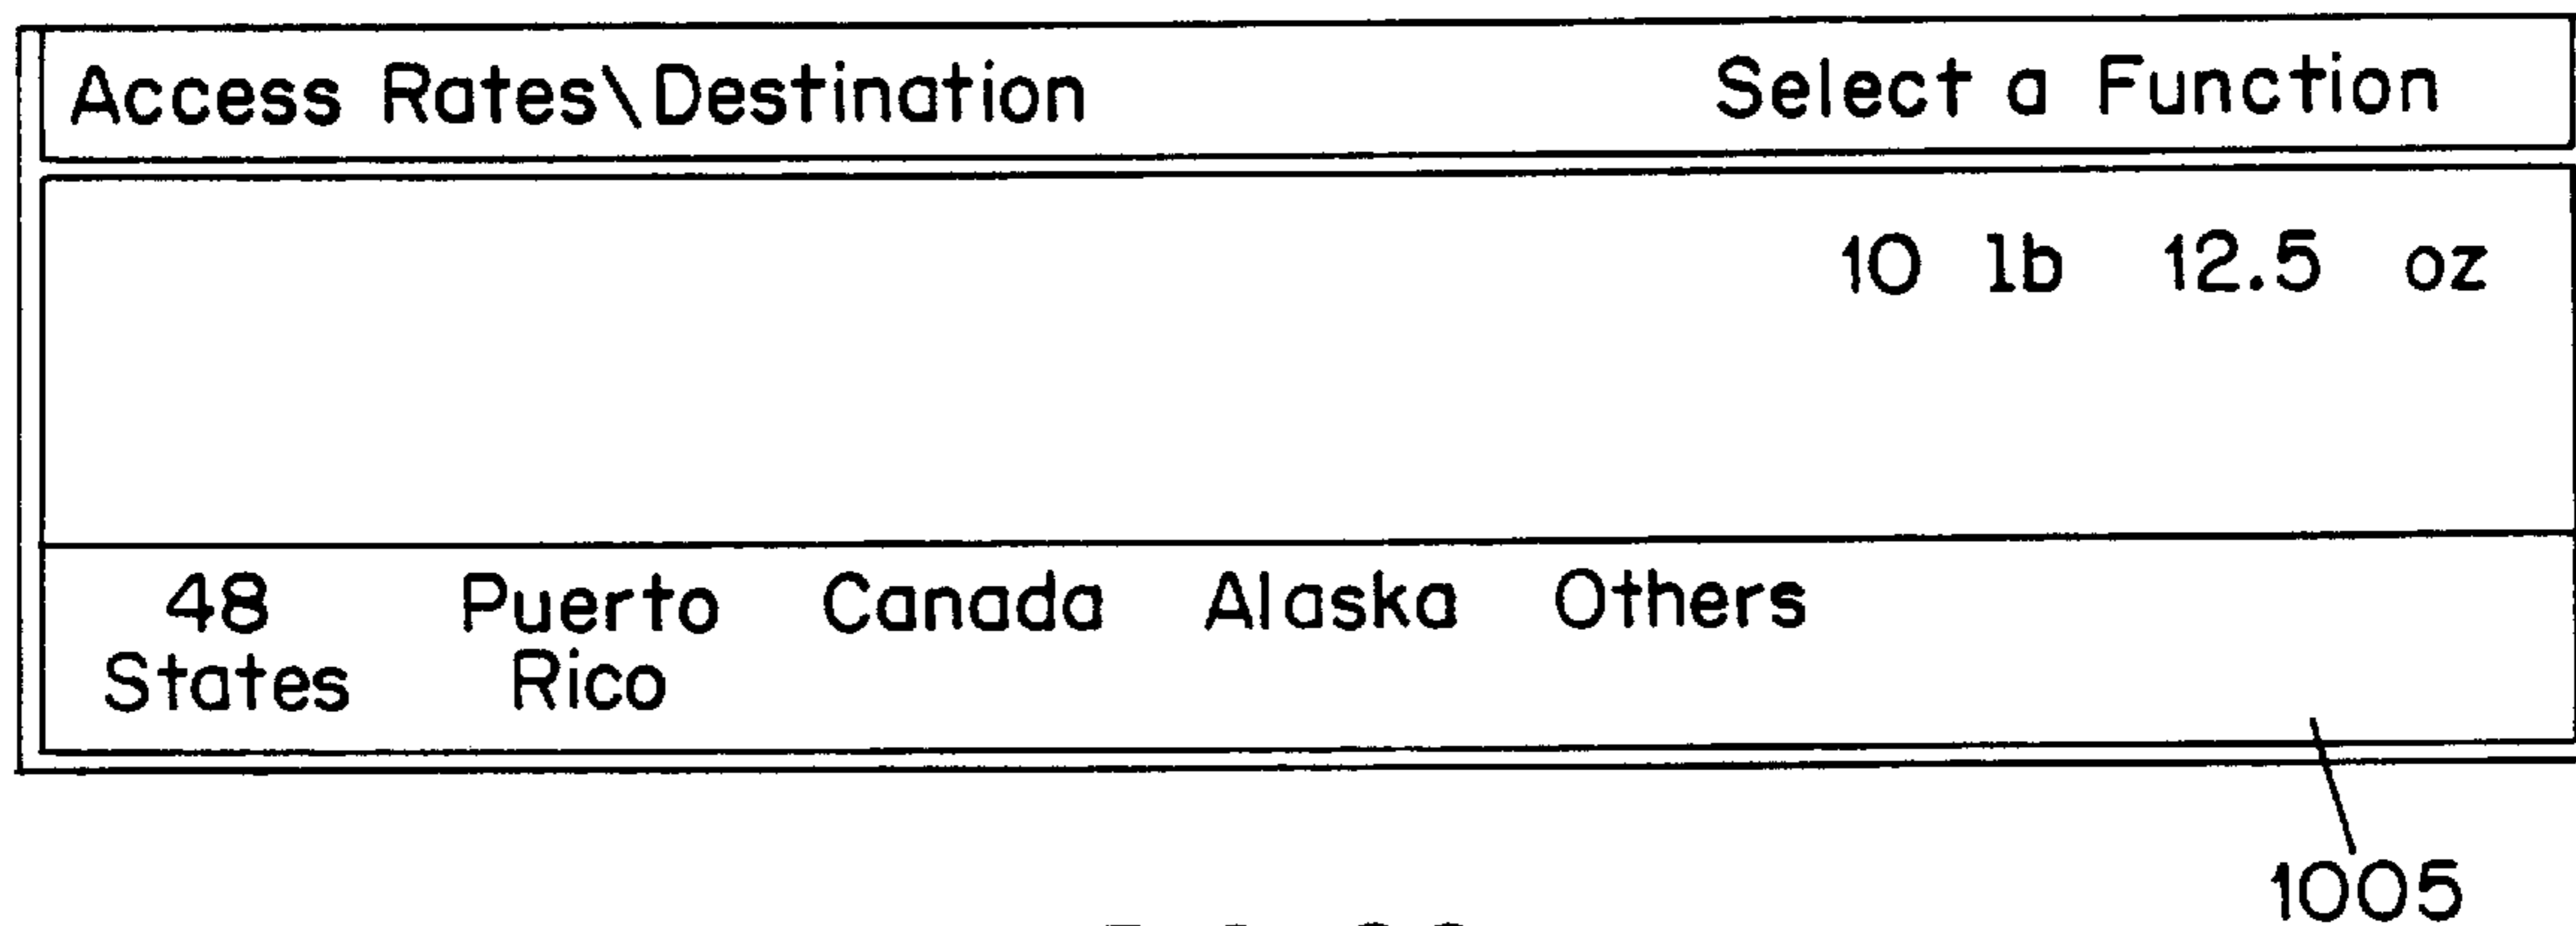 Access Rates\Destination Select a Function
10 lb 12.5 oz
48 Puerto Canada Alaska Others
States Rico
1005